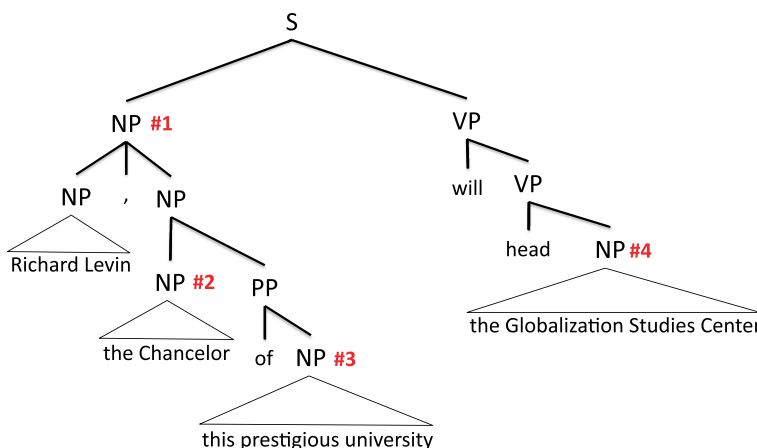 S
NP #1
VP
NP , NP
will VP
Richard Levin
head NP #4
NP #2 PP
the Globalization Studies Center
the Chancelor of NP #3
this prestigious university